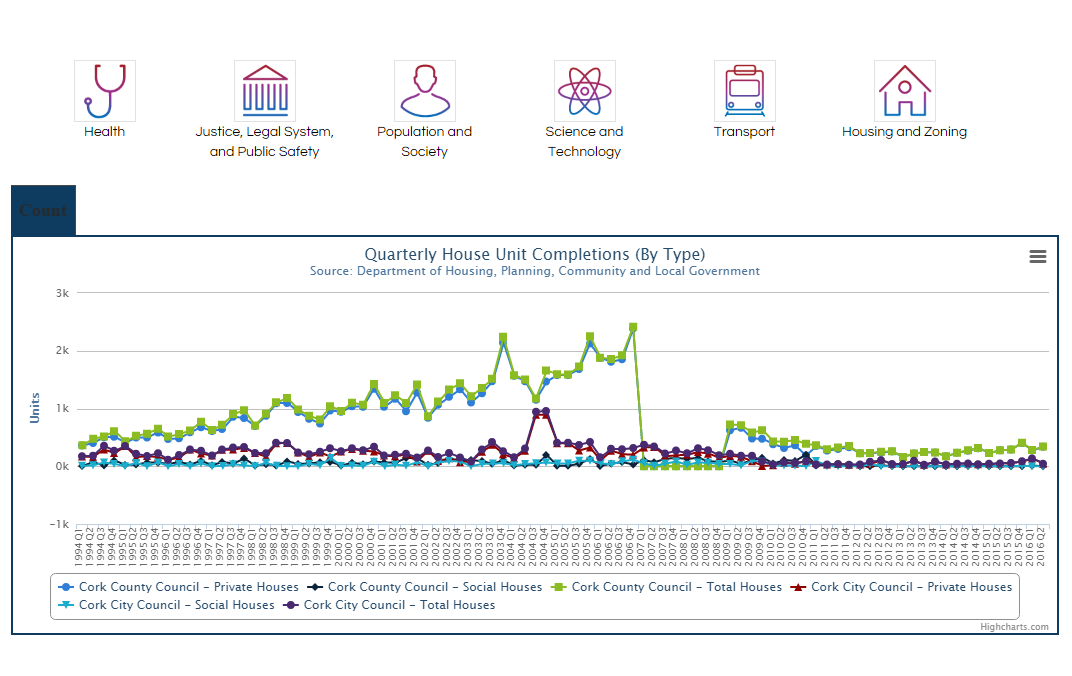 Health
Justice, Legal System,
and Public Safety
Population and
Society
Science and
Technology
Transport
Housing and Zoning
Count
Quarterly House Unit Completions (By Type)
Source: Department of Housing, Planning, Community and Local Government
Units
3k
2k
1k
0k
-1k
1994 Q1
1994 Q2
1994 Q3
1994 Q4
1995 Q1
1995 Q2
1995 Q3
1995 Q4
1996 Q1
1996 Q2
1996 Q3
1996 Q4
1997 Q1
1997 Q2
1997 Q3
1997 Q4
1998 Q1
1998 Q2
1998 Q3
1998 Q4
1999 Q1
1999 Q2
1999 Q3
1999 Q4
2000 Q1
2000 Q2
2000 Q3
2000 Q4
2001 Q1
2001 Q2
2001 Q3
2001 Q4
2002 Q1
2002 Q2
2002 Q3
2002 Q4
2003 Q1
2003 Q2
2003 Q3
2003 Q4
2004 Q1
2004 Q2
2004 Q3
2004 Q4
2005 Q1
2005 Q2
2005 Q3
2005 Q4
2006 Q1
2006 Q2
2006 Q3
2006 Q4
2007 Q1
2007 Q2
2007 Q3
2007 Q4
2008 Q1
2008 Q2
2008 Q3
2008 Q4
2009 Q1
2009 Q2
2009 Q3
2009 Q4
2010 Q1
2010 Q2
2010 Q3
2010 Q4
2011 Q1
2011 Q2
2011 Q3
2011 Q4
2012 Q1
2012 Q2
2012 Q3
2012 Q4
2013 Q1
2013 Q2
2013 Q3
2013 Q4
2014 Q1
2014 Q2
2014 Q3
2014 Q4
2015 Q1
2015 Q2
2015 Q3
2015 Q4
2016 Q1
2016 Q2
Cork County Council - Private Houses Cork County Council - Social Houses Cork County Council - Total Houses Cork City Council - Private Houses
Cork City Council - Social Houses Cork City Council - Total Houses
Highcharts.com